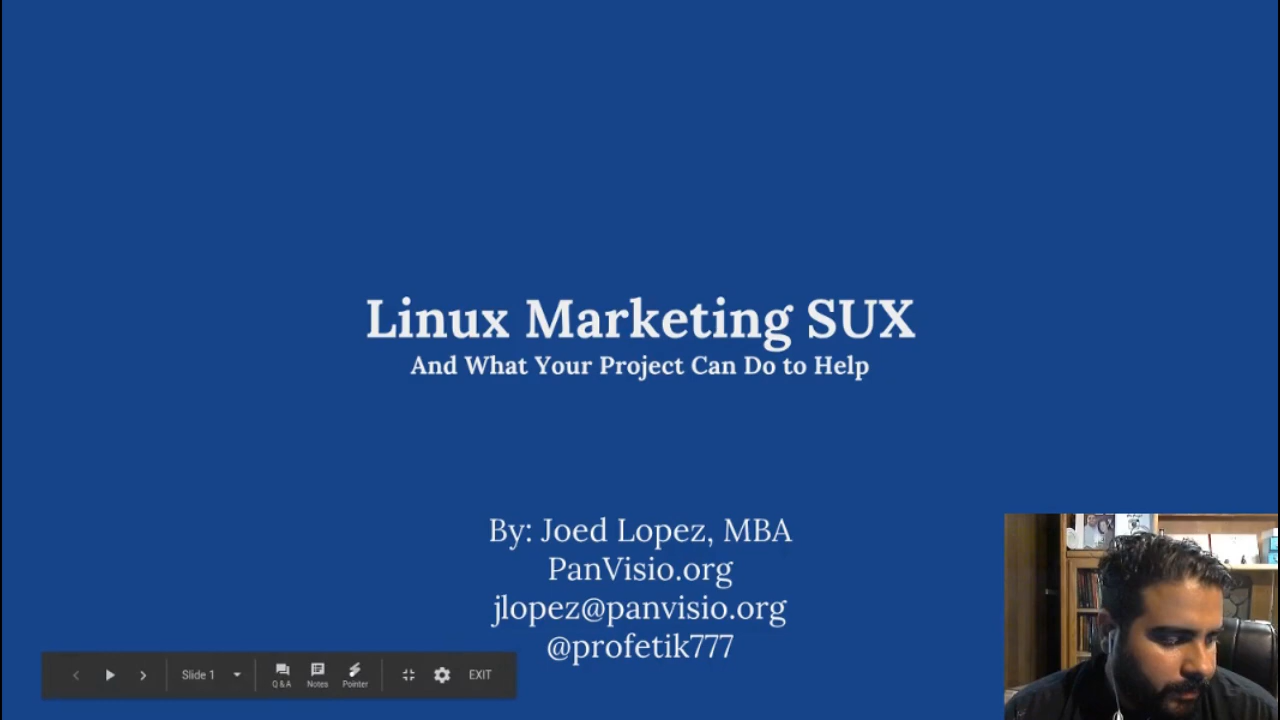 Linux Marketing SUX
And What Your Project Can Do to Help
By: Joed Lopez, MBA
PanVisio.org
jlopez@panvisio.org
@profetik777
Slide 1
Q & A
Notes
Pointer
EXIT